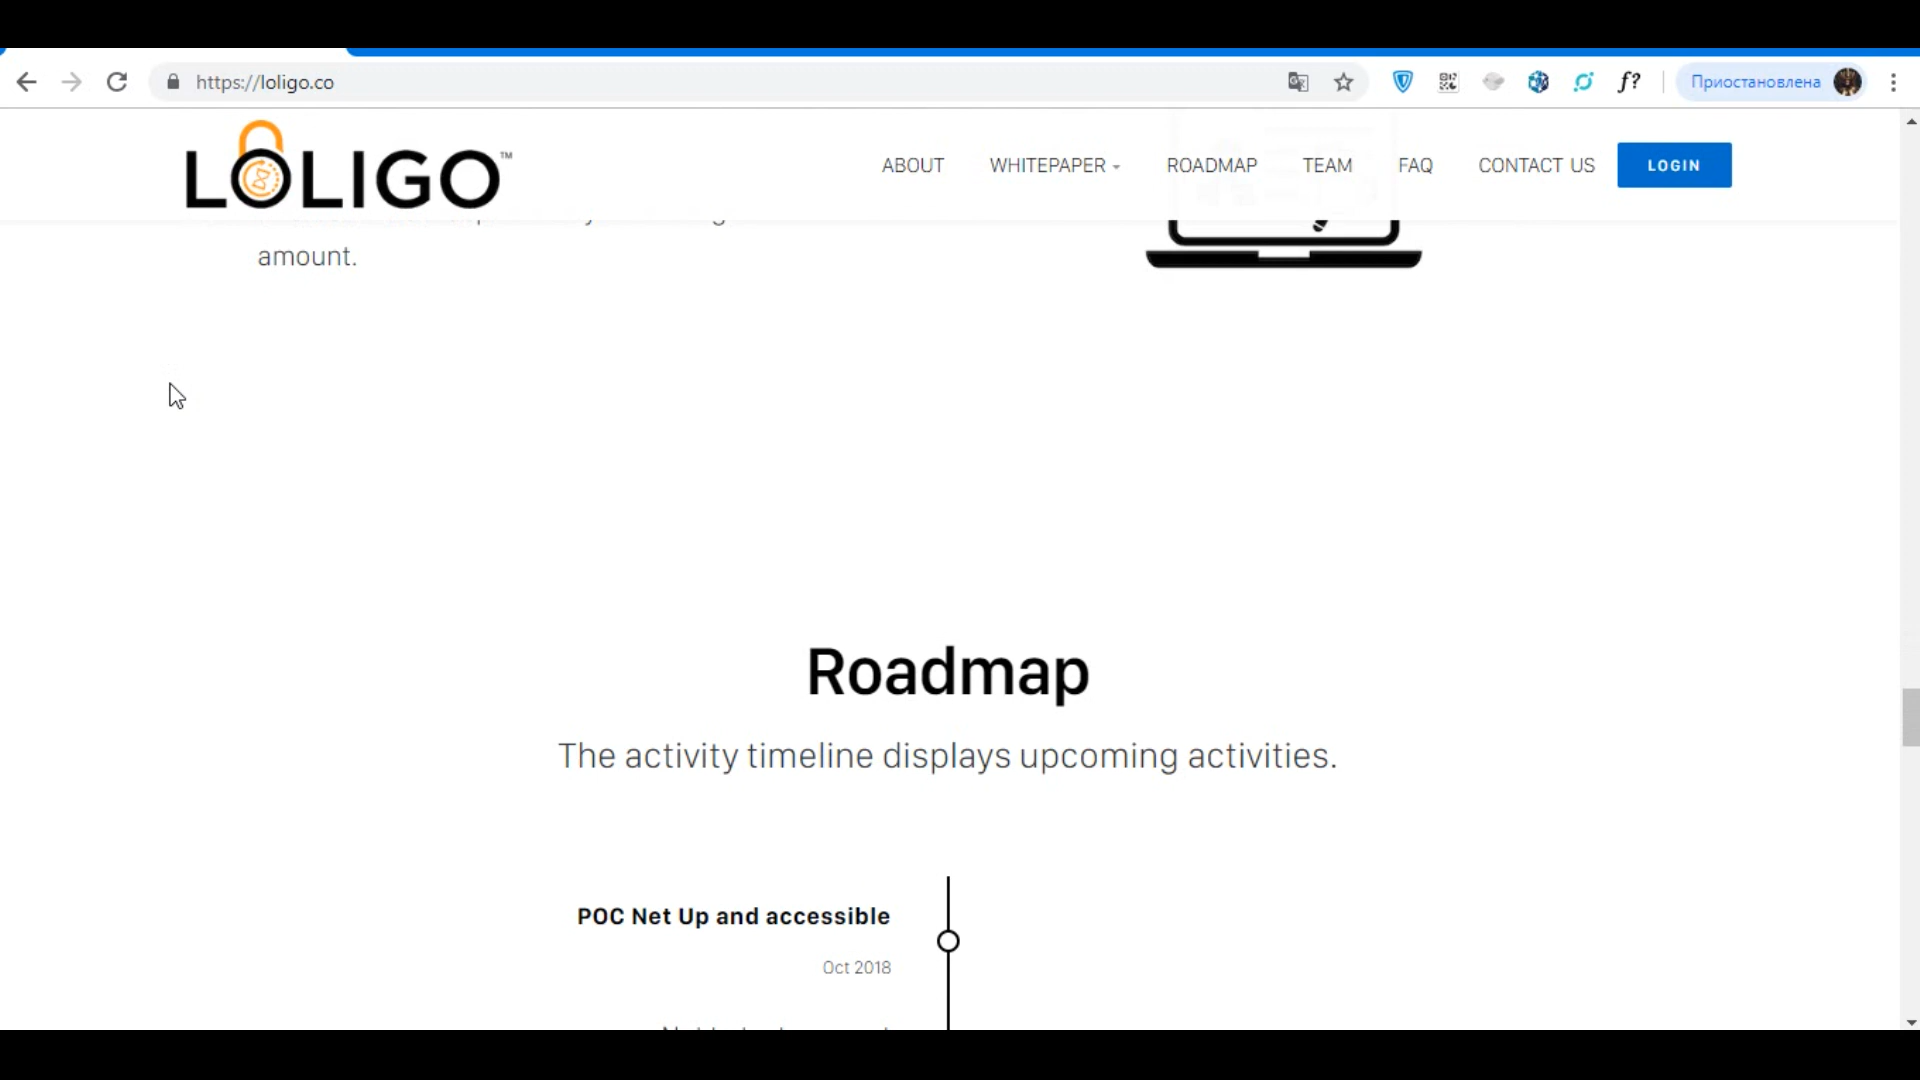 https://loligo.co
Приостановлена
LOLIGO™
ABOUT
WHITEPAPER
ROADMAP
TEAM
FAQ
CONTACT US
LOGIN
amount.
Roadmap
The activity timeline displays upcoming activities.
POC Net Up and accessible
Oct 2018